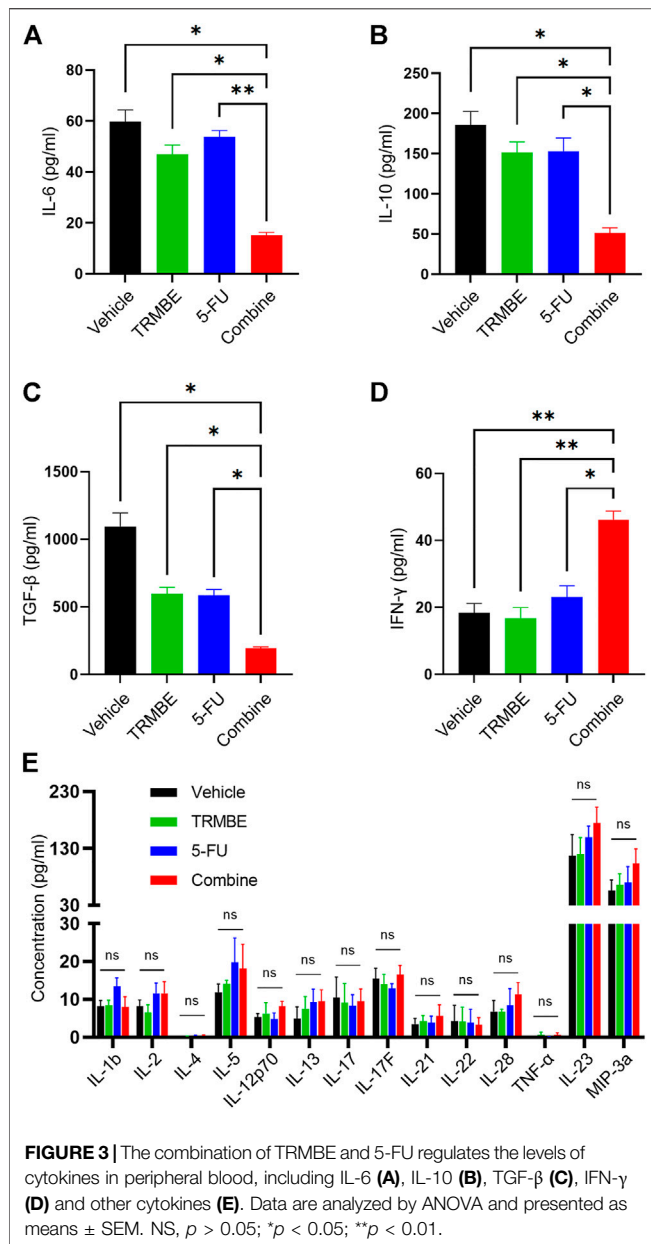 A
*
*
**
80
60
40
20
0
IL-6 (pg/ml)
Vehicle
TRMBE
5-FU
Combine
B
*
*
*
250
200
150
100
50
0
IL-10 (pg/ml)
Vehicle
TRMBE
5-FU
Combine
C
*
*
*
1500
1000
500
0
TGF-β (pg/ml)
Vehicle
TRMBE
5-FU
Combine
D
**
**
*
60
40
20
0
IFN-γ (pg/ml)
Vehicle
TRMBE
5-FU
Combine
E
230
130
30
30
20
10
0
Concentration (pg/ml)
Vehicle
TRMBE
5-FU
Combine
ns
ns
ns
ns
ns
ns
ns
ns
ns
ns
ns
ns
ns
ns
IL-1b
IL-2
IL-4
IL-5
IL-12p70
IL-13
IL-17
IL-17F
IL-21
IL-22
IL-28
TNF-α
IL-23
MIP-3a
FIGURE 3 | The combination of TRMBE and 5-FU regulates the levels of
cytokines in peripheral blood, including IL-6 (A), IL-10 (B), TGF-β (C), IFN-γ
(D) and other cytokines (E). Data are analyzed by ANOVA and presented as
means ± SEM. NS, p > 0.05; *p < 0.05; **p < 0.01.